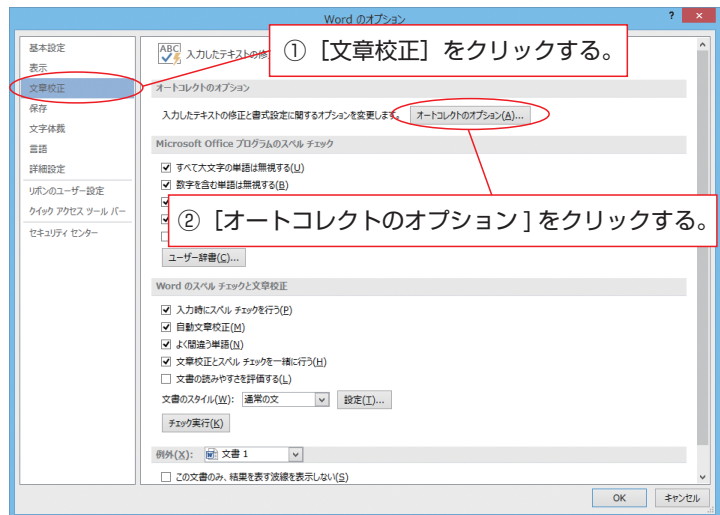 Word のオプション
? ×
基本設定
表示
文章校正
保存
文字体裁
言語
詳細設定
リボンのユーザー設定
クイック アクセス ツール バー
セキュリティ センター
ABC 入力したテキストの修正
① [文章校正] をクリックする。
オートコレクトのオプション
入力したテキストの修正と書式設定に関するオプションを変更します。 オートコレクトのオプション(A)...
Microsoft Office プログラムのスペル チェック
すべて大文字の単語は無視する(U)
数字を含む単語は無視する(B)
② [オートコレクトのオプション ] をクリックする。
ユーザー辞書(C)...
Word のスペル チェックと文章校正
入力時にスペル チェックを行う(P)
自動文章校正(M)
よく間違う単語(N)
文章校正とスペル チェックを一緒に行う(H)
文書の読みやすさを評価する(L)
文書のスタイル(W): 通常の文 設定(T)...
チェック実行(K)
例外(X): 文書 1
この文書のみ、結果を表す波線を表示しない(S)
OK キャンセル